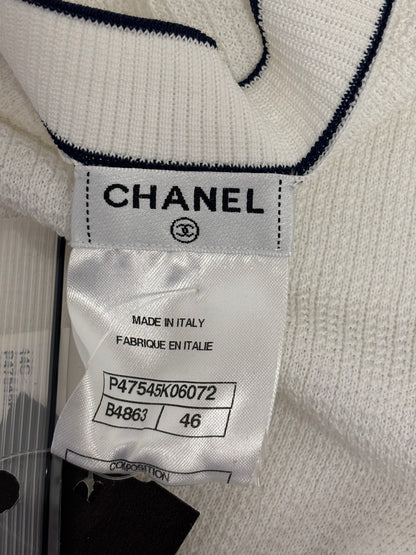 CHANEL
MADE IN ITALY
FABRIQUE EN ITALIE
P47545K06072
B4863 46
COMPOSITION